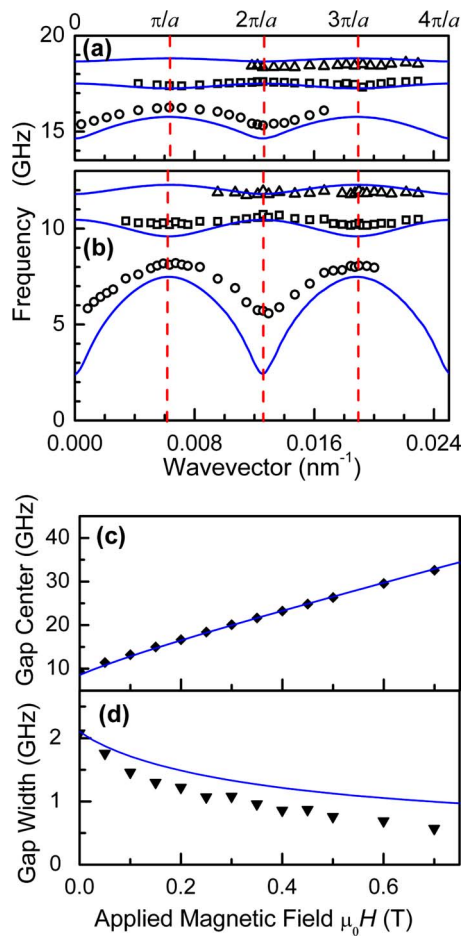 0 π/a 2π/a 3π/a 4π/a
20
(a)
15
(b)
10
5
0
Frequency (GHz)
0.000 0.008 0.016 0.024
Wavevector (nm⁻¹)
(c)
40
30
20
10
Gap Center (GHz)
(d)
2
1
0
Gap Width (GHz)
0.0 0.2 0.4 0.6
Applied Magnetic Field μ₀H (T)